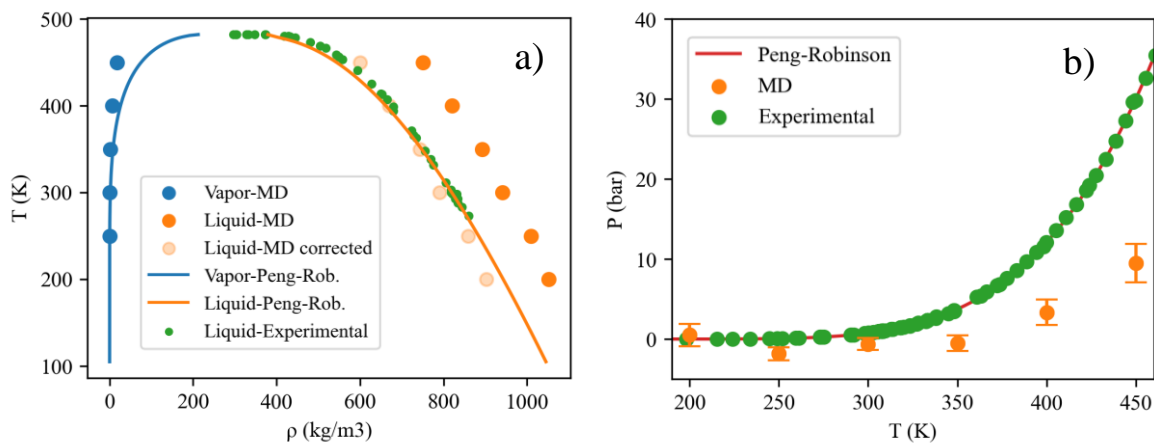 a)
500
400
300
200
100
T (K)
Vapor-MD
Liquid-MD
Liquid-MD corrected
Vapor-Peng-Rob.
Liquid-Peng-Rob.
Liquid-Experimental
0 200 400 600 800 1000
ρ (kg/m3)
b)
40
30
20
10
0
P (bar)
Peng-Robinson
MD
Experimental
200 250 300 350 400 450
T (K)